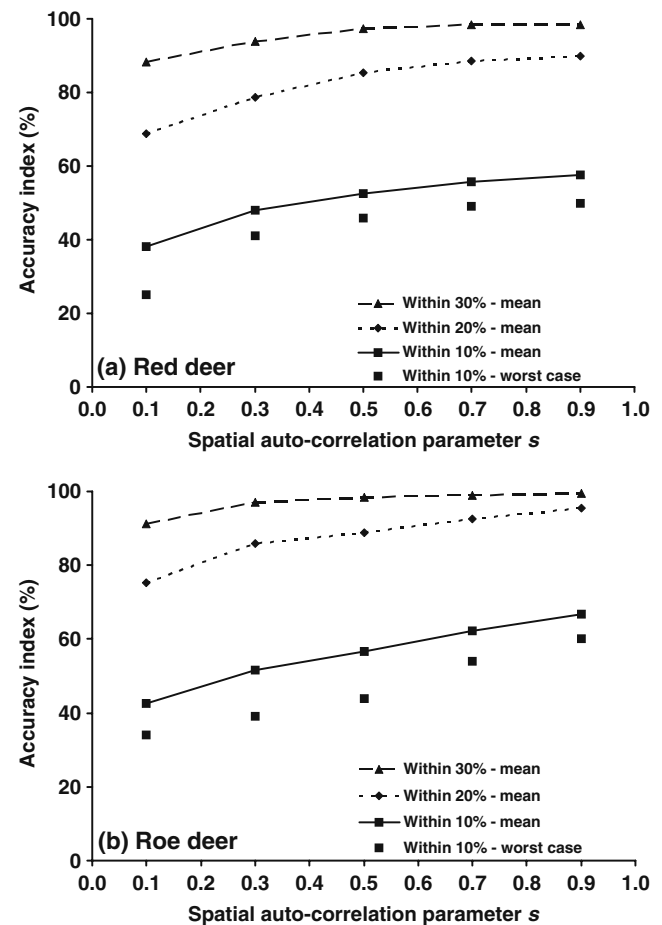 100
80
60
40
20
0
Accuracy index (%)
Within 30% - mean
Within 20% - mean
Within 10% - mean
Within 10% - worst case
(a) Red deer
0.0 0.1 0.2 0.3 0.4 0.5 0.6 0.7 0.8 0.9 1.0
Spatial auto-correlation parameter s
100
80
60
40
20
0
Accuracy index (%)
Within 30% - mean
Within 20% - mean
Within 10% - mean
Within 10% - worst case
(b) Roe deer
0.0 0.1 0.2 0.3 0.4 0.5 0.6 0.7 0.8 0.9 1.0
Spatial auto-correlation parameter s